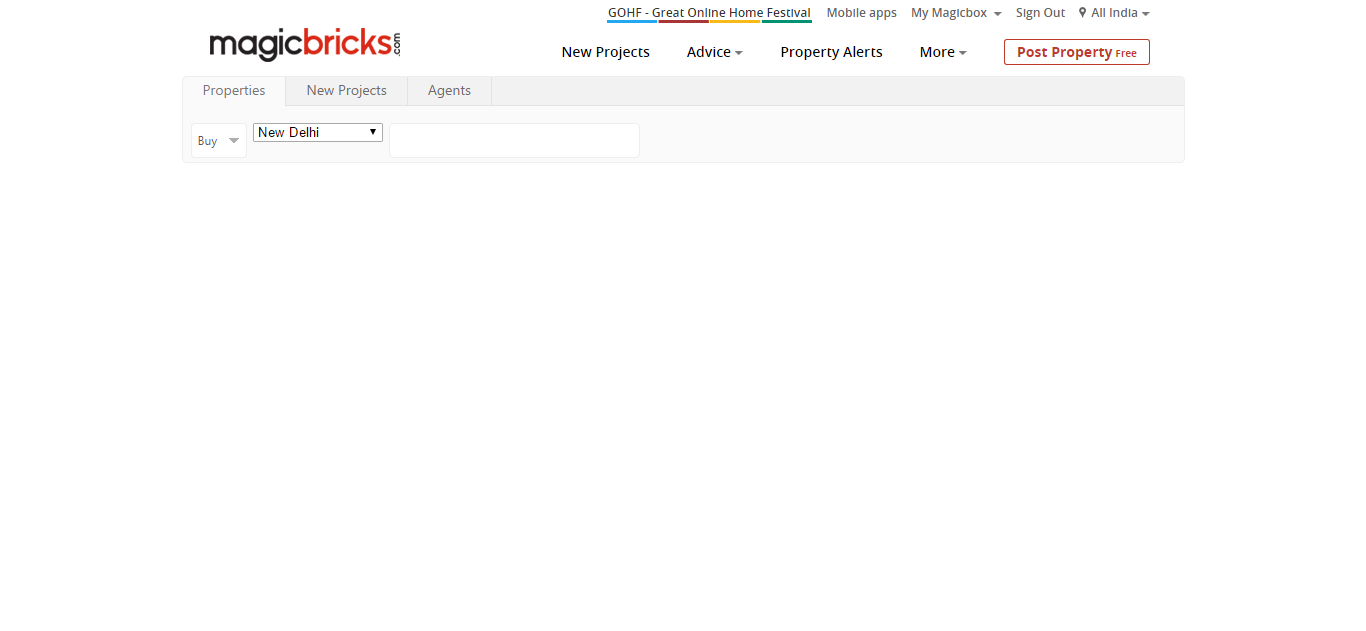 GOHF - Great Online Home Festival Mobile apps My Magicbox Sign Out All India
magicbricks.com
New Projects Advice Property Alerts More Post Property Free
Properties New Projects Agents
Buy New Delhi